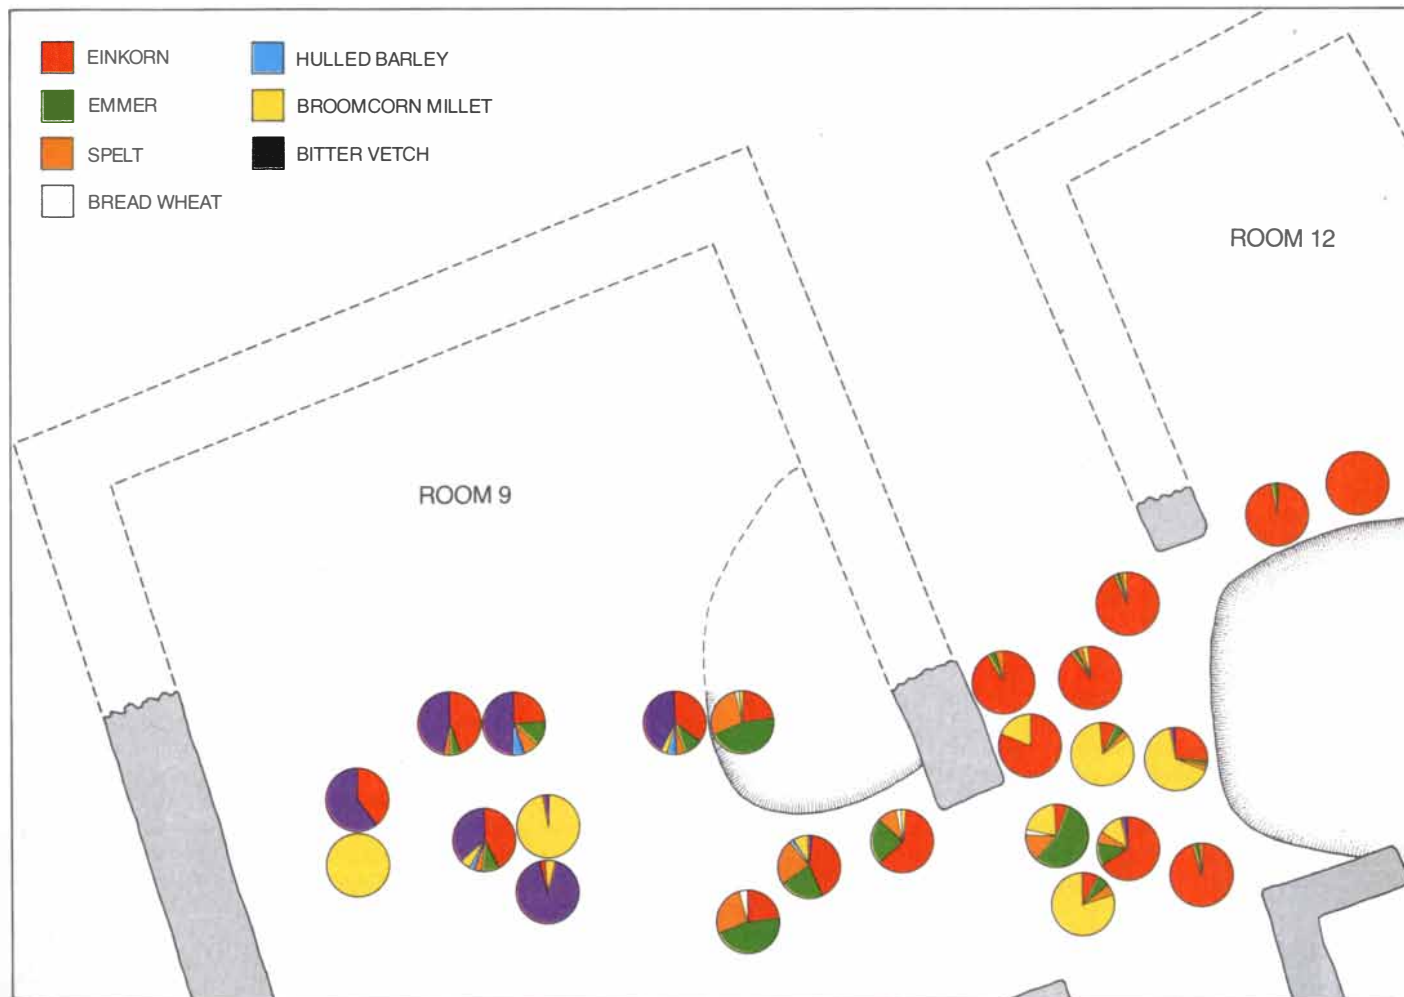 EINKORN
EMMER
SPELT
BREAD WHEAT
HULLED BARLEY
BROOMCORN MILLET
BITTER VETCH
ROOM 12
ROOM 9